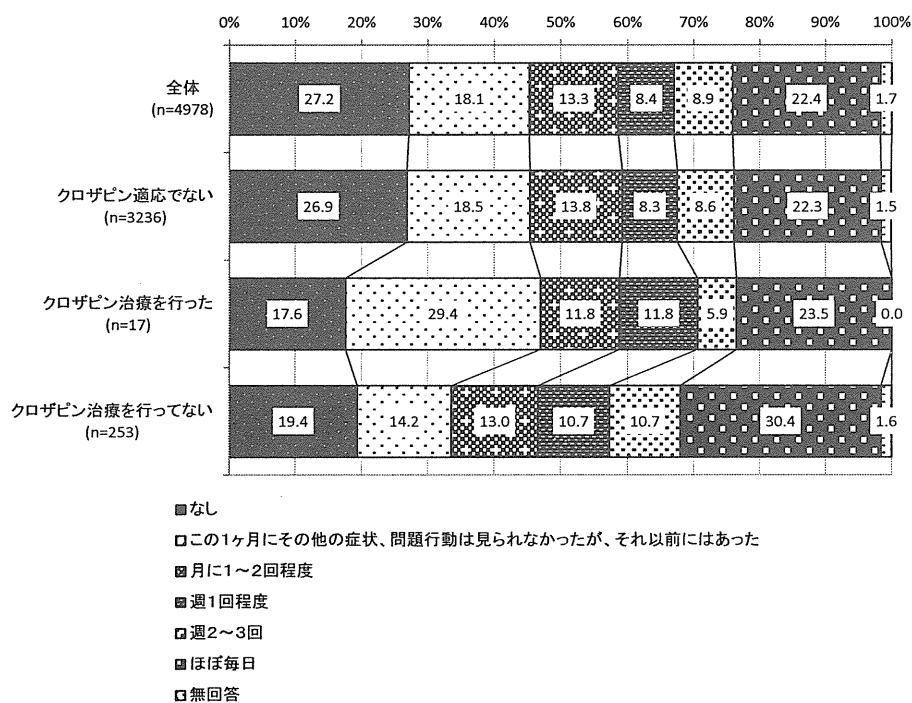 0% 10% 20% 30% 40% 50% 60% 70% 80% 90% 100%
全体
(n=4978)
27.2 18.1 13.3 8.4 8.9 22.4 1.7
クロザピン適応でない
(n=3236)
26.9 18.5 13.8 8.3 8.6 22.3 1.5
クロザピン治療を行った
(n=17)
17.6 29.4 11.8 11.8 5.9 23.5 0.0
クロザピン治療を行ってない
(n=253)
19.4 14.2 13.0 10.7 10.7 30.4 1.6
なし
この1ヶ月にその他の症状、問題行動は見られなかったが、それ以前にはあった
月に1~2回程度
週1回程度
週2~3回
ほぼ毎日
無回答